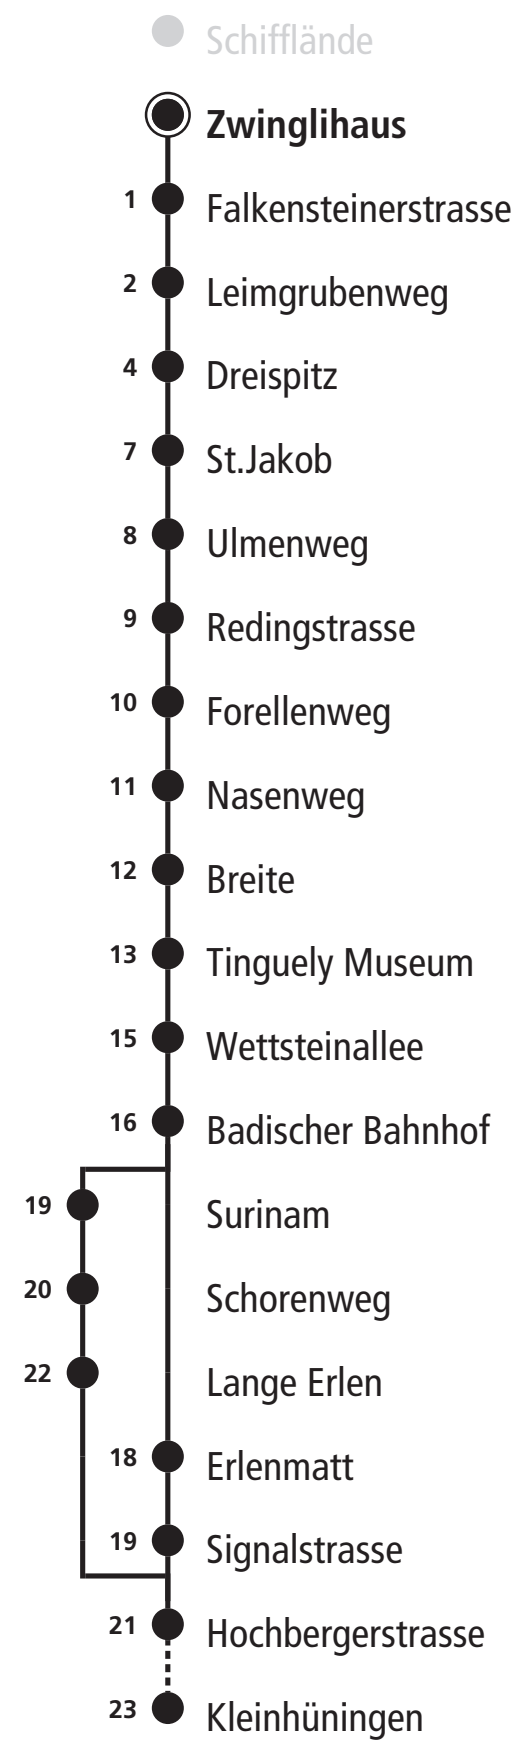 Schifflände
Zwinglihaus
1 Falkensteinerstrasse
2 Leimgrubenweg
4 Dreispitz
7 St.Jakob
8 Ulmenweg
9 Redingstrasse
10 Forellenweg
11 Nasenweg
12 Breite
13 Tinguely Museum
15 Wettsteinallee
16 Badischer Bahnhof
19 Surinam
20 Schorenweg
22 Lange Erlen
18 Erlenmatt
19 Signalstrasse
21 Hochbergerstrasse
23 Kleinhüningen